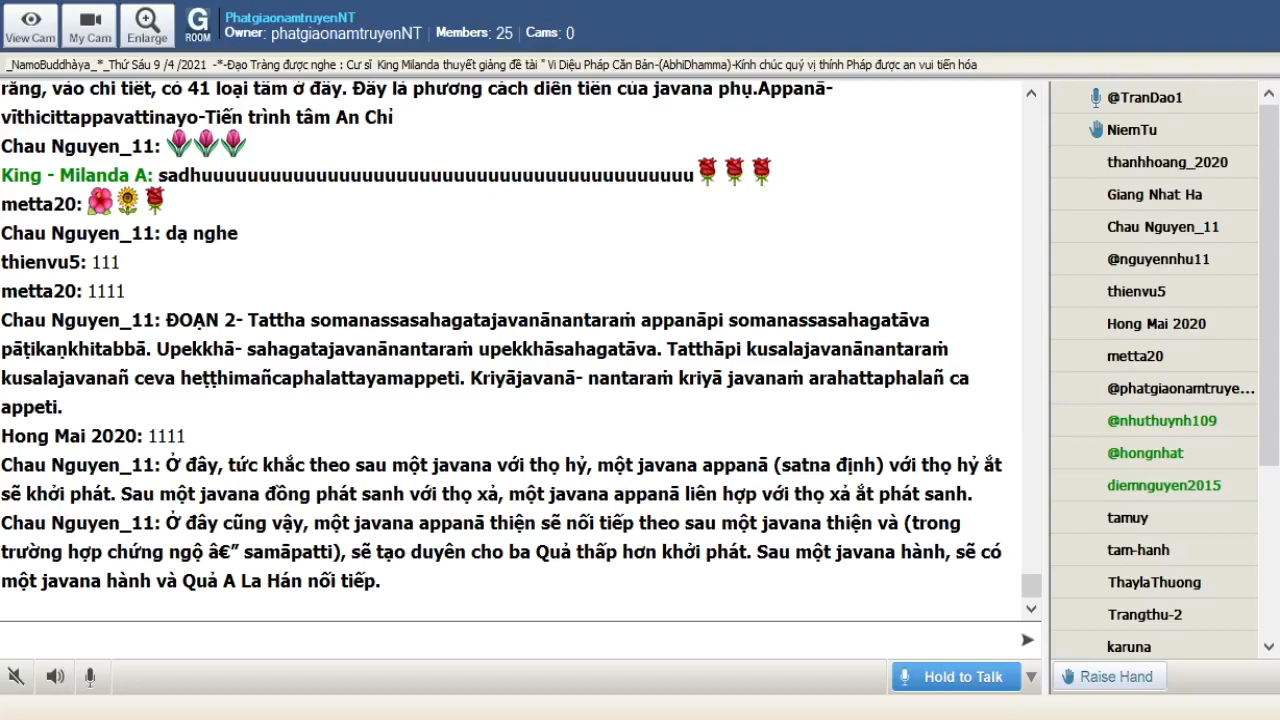 View Cam
My Cam
Enlarge
G
ROOM
PhatgiaonamtruyenNT
Owner: phatgiaonamtruyenNT | Members: 25 | Cams: 0
_NamoBuddhàya_*_Thứ Sáu 9 /4 /2021 -*-Đạo Tràng được nghe : Cư sĩ King Milanda thuyết giảng đề tài " Vi Diệu Pháp Căn Bản-(AbhiDhamma)-Kính chúc quý vị thính Pháp được an vui tiến hóa
rằng, vào chi tiết, có 41 loại tâm ở đây. Đây là phương cách diễn tiến của javana phụ.Appanā-
vīthicittappavattinayo-Tiến trình tâm An Chỉ
Chau Nguyen_11: 🌷🌷🌷
King - Milanda A: sadhuuuuuuuuuuuuuuuuuuuuuuuuuuuuuuuuuuuuuuuuuuu🌹🌹🌹
metta20: 🌺🌻🌹
Chau Nguyen_11: dạ nghe
thienvu5: 111
metta20: 1111
Chau Nguyen_11: ĐOẠN 2- Tattha somanassasahagatajavanānantaraṁ appanāpi somanassasahagatāva
pāṭikaṇkhitabbā. Upekkhā- sahagatajavanānantaraṁ upekkhāsahagatāva. Tatthāpi kusalajavanānantaraṁ
kusalajavanañ ceva heṭṭhimañcaphalattayamappeti. Kriyājavanā- nantaraṁ kriyā javanaṁ arahattaphalañ ca
appeti.
Hong Mai 2020: 1111
Chau Nguyen_11: Ở đây, tức khắc theo sau một javana với thọ hỷ, một javana appanā (satna định) với thọ hỷ ắt
sẽ khởi phát. Sau một javana đồng phát sanh với thọ xả, một javana appanā liên hợp với thọ xả ắt phát sanh.
Chau Nguyen_11: Ở đây cũng vậy, một javana appanā thiện sẽ nối tiếp theo sau một javana thiện và (trong
trường hợp chứng ngộ â€” samāpatti), sẽ tạo duyên cho ba Quả thấp hơn khởi phát. Sau một javana hành, sẽ có
một javana hành và Quả A La Hán nối tiếp.
Hold to Talk
@TranDao1
NiemTu
thanhhoang_2020
Giang Nhat Ha
Chau Nguyen_11
@nguyennhu11
thienvu5
Hong Mai 2020
metta20
@phatgiaonamtruye...
@nhuthuynh109
@hongnhat
diemnguyen2015
tamuy
tam-hanh
ThaylaThuong
Trangthu-2
karuna
Raise Hand